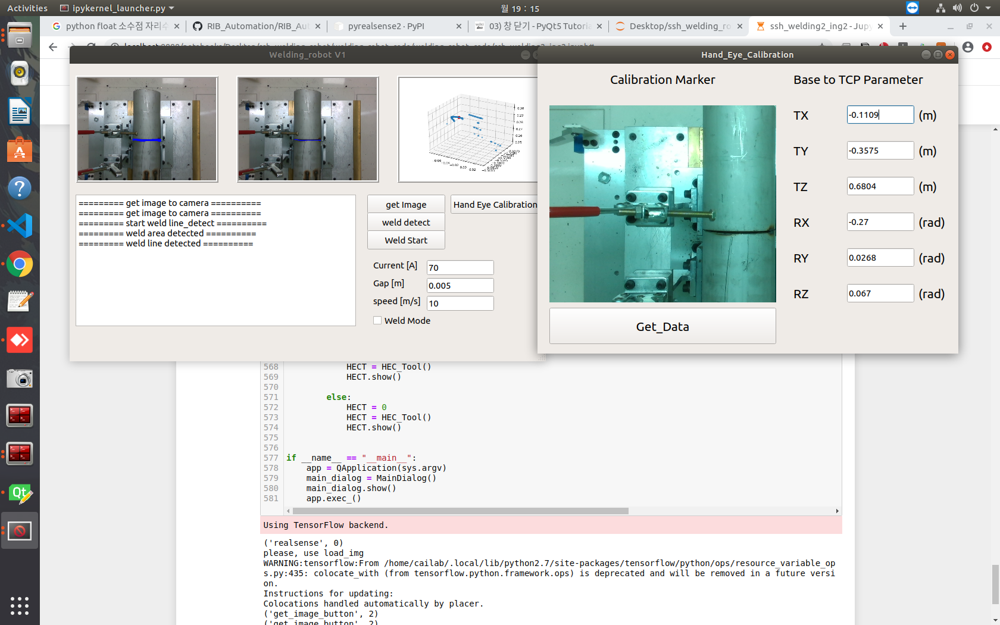 Activities
ipykernel_launcher.py
월 19 : 15
python float 소수점 자리수
RIB_Automation/RIB_Aut
pyrealsense2 · PyPI
03) 창 닫기 - PyQt5 Tutoria
Desktop/ssh_welding_ro
ssh_welding2_ing2 - Jupy
Welding_robot V1
Hand_Eye_Calibration
Calibration Marker
Base to TCP Parameter
TX -0.1109 (m)
TY -0.3575 (m)
TZ 0.6804 (m)
RX -0.27 (rad)
RY 0.0268 (rad)
RZ 0.067 (rad)
Get_Data
========= get image to camera ==========
========= get image to camera ==========
========= start weld line_detect ==========
========= weld area detected ==========
========= weld line detected ==========
get Image
Hand Eye Calibration
weld detect
Weld Start
Current [A] 70
Gap [m] 0.005
speed [m/s] 10
Weld Mode
568 HECT = HEC_Tool()
569 HECT.show()
570
571 else:
572 HECT = 0
573 HECT = HEC_Tool()
574 HECT.show()
575
576
577 if __name__ == "__main__":
578 app = QApplication(sys.argv)
579 main_dialog = MainDialog()
580 main_dialog.show()
581 app.exec_()
Using TensorFlow backend.
('realsense', 0)
please, use load_img
WARNING:tensorflow:From /home/cailab/.local/lib/python2.7/site-packages/tensorflow/python/ops/resource_variable_op
s.py:435: colocate_with (from tensorflow.python.framework.ops) is deprecated and will be removed in a future versi
on.
Instructions for updating:
Colocations handled automatically by placer.
('get_image_button', 2)
('get_image_button', 2)